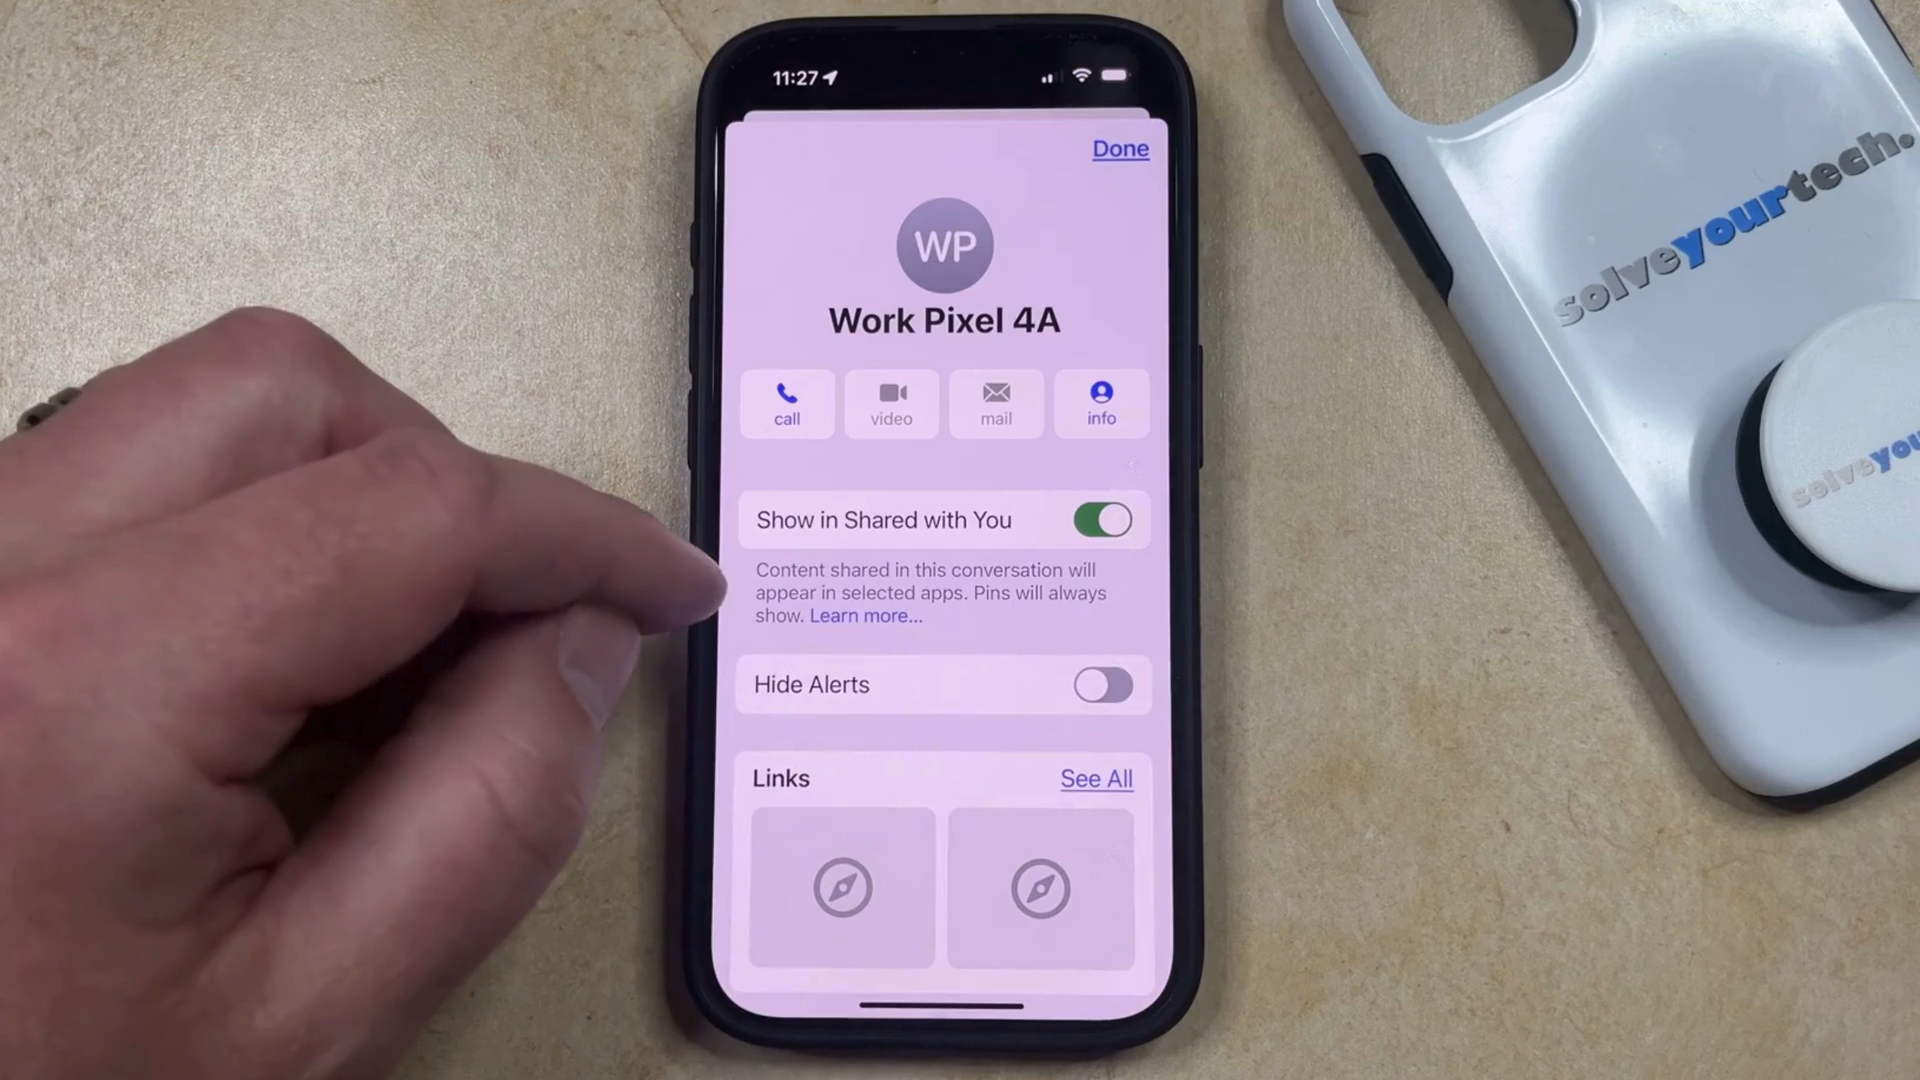 11:27
Done
WP
Work Pixel 4A
call
video
mail
info
Show in Shared with You
Content shared in this conversation will
appear in selected apps. Pins will always
show. Learn more...
Hide Alerts
Links
See All
solveyourtech.
solveyou